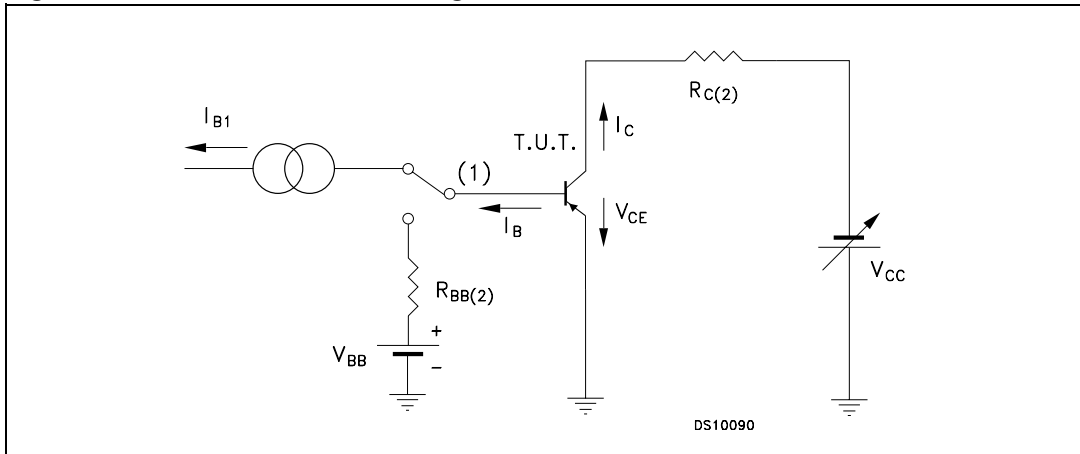 R_C(2)
I_B1
I_C
T.U.T.
(1)
V_CE
I_B
V_CC
R_BB(2)
+
V_BB
-
DS10090